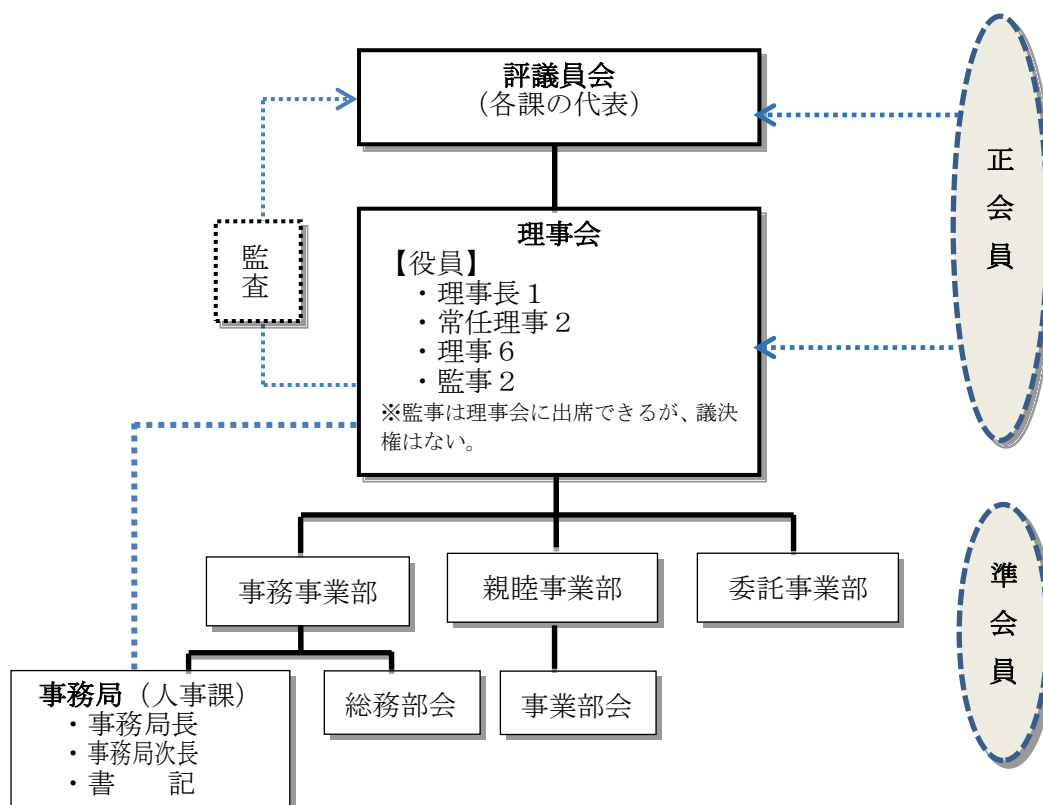 評議員会
（各課の代表）
正会員
監査
理事会
【役員】
・理事長１
・常任理事２
・理事６
・監事２
※監事は理事会に出席できるが、議決
権はない。
事務事業部
親睦事業部
委託事業部
準会員
事務局（人事課）
・事務局長
・事務局次長
・書　　記
総務部会
事業部会